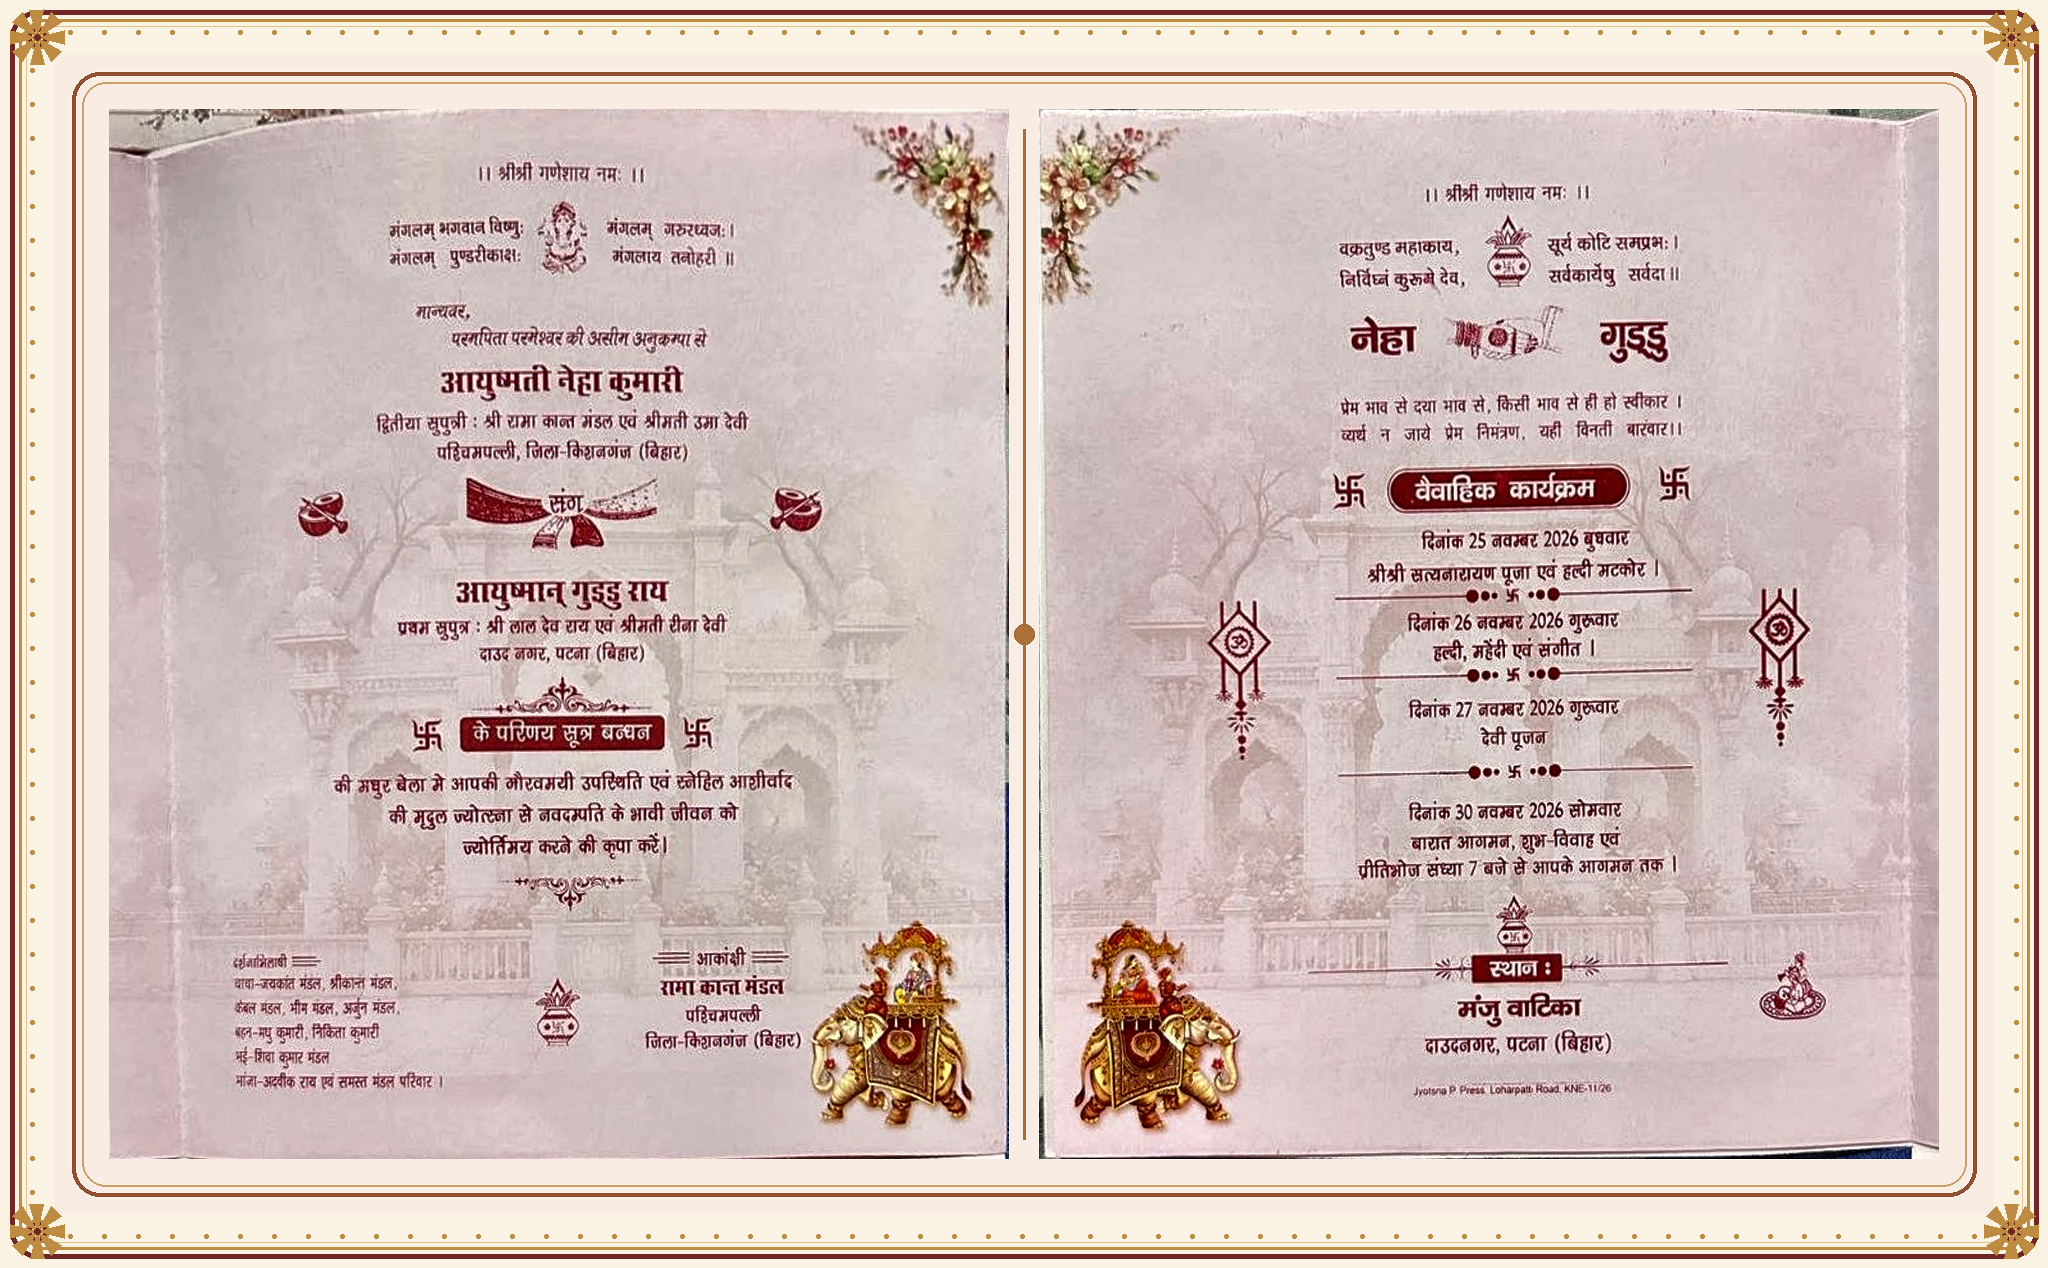 ।। श्रीश्री गणेशाय नमः ।।
मंगलम् भगवान विष्णुः मंगलम् गरुरध्वजः।
मंगलम् पुण्डरीकाक्षः मंगलाय तनोहरी ॥
मान्यवर,
परमपिता परमेश्वर की असीम अनुकम्पा से
आयुष्मती नेहा कुमारी
द्वितीया सुपुत्री : श्री रामा कान्त मंडल एवं श्रीमती उमा देवी
पश्चिमपल्ली, जिला-किशनगंज (बिहार)
संग
आयुष्मान् गुड्डु राय
प्रथम सुपुत्र : श्री लाल देव राय एवं श्रीमती रीना देवी
दाउद नगर, पटना (बिहार)
के परिणय सूत्र बन्धन
की मधुर बेला मे आपकी गौरवमयी उपस्थिति एवं स्नेहिल आशीर्वाद
की मृदुल ज्योत्स्ना से नवदम्पति के भावी जीवन को
ज्योर्तिमय करने की कृपा करें।
दर्शनाभिलाषी
चाचा-जयकांत मंडल, श्रीकान्त मंडल,
केबल मंडल, भीम मंडल, अर्जुन मंडल,
बहन-मधु कुमारी, निकिता कुमारी
भई-शिवा कुमार मंडल
भांजा-अदवीक राय एवं समस्त मंडल परिवार ।
आकांक्षी
रामा कान्त मंडल
पश्चिमपल्ली
जिला-किशनगंज (बिहार)
।। श्रीश्री गणेशाय नमः ।।
वक्रतुण्ड महाकाय, सूर्य कोटि समप्रभः।
निर्विघ्नं कुरूमे देव, सर्वकार्येषु सर्वदा॥
नेहा गुड्डु
प्रेम भाव से दया भाव से, किसी भाव से ही हो स्वीकार ।
व्यर्थ न जाये प्रेम निमंत्रण, यही विनती बारंबार।।
वैवाहिक कार्यक्रम
दिनांक 25 नवम्बर 2026 बुधवार
श्रीश्री सत्यनारायण पूजा एवं हल्दी मटकोर ।
दिनांक 26 नवम्बर 2026 गुरूवार
हल्दी, महेंदी एवं संगीत ।
दिनांक 27 नवम्बर 2026 गुरूवार
देवी पूजन
दिनांक 30 नवम्बर 2026 सोमवार
बारात आगमन, शुभ-विवाह एवं
प्रीतिभोज संध्या 7 बजे से आपके आगमन तक ।
स्थान :
मंजु वाटिका
दाउदनगर, पटना (बिहार)
Jyotsna P. Press, Loharpatti Road, KNE-11/26